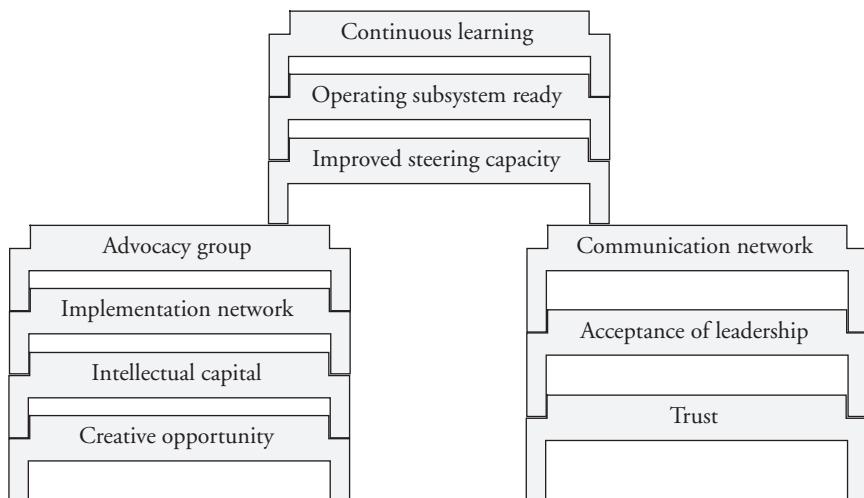 Continuous learning
Operating subsystem ready
Improved steering capacity
Advocacy group
Implementation network
Intellectual capital
Creative opportunity
Communication network
Acceptance of leadership
Trust